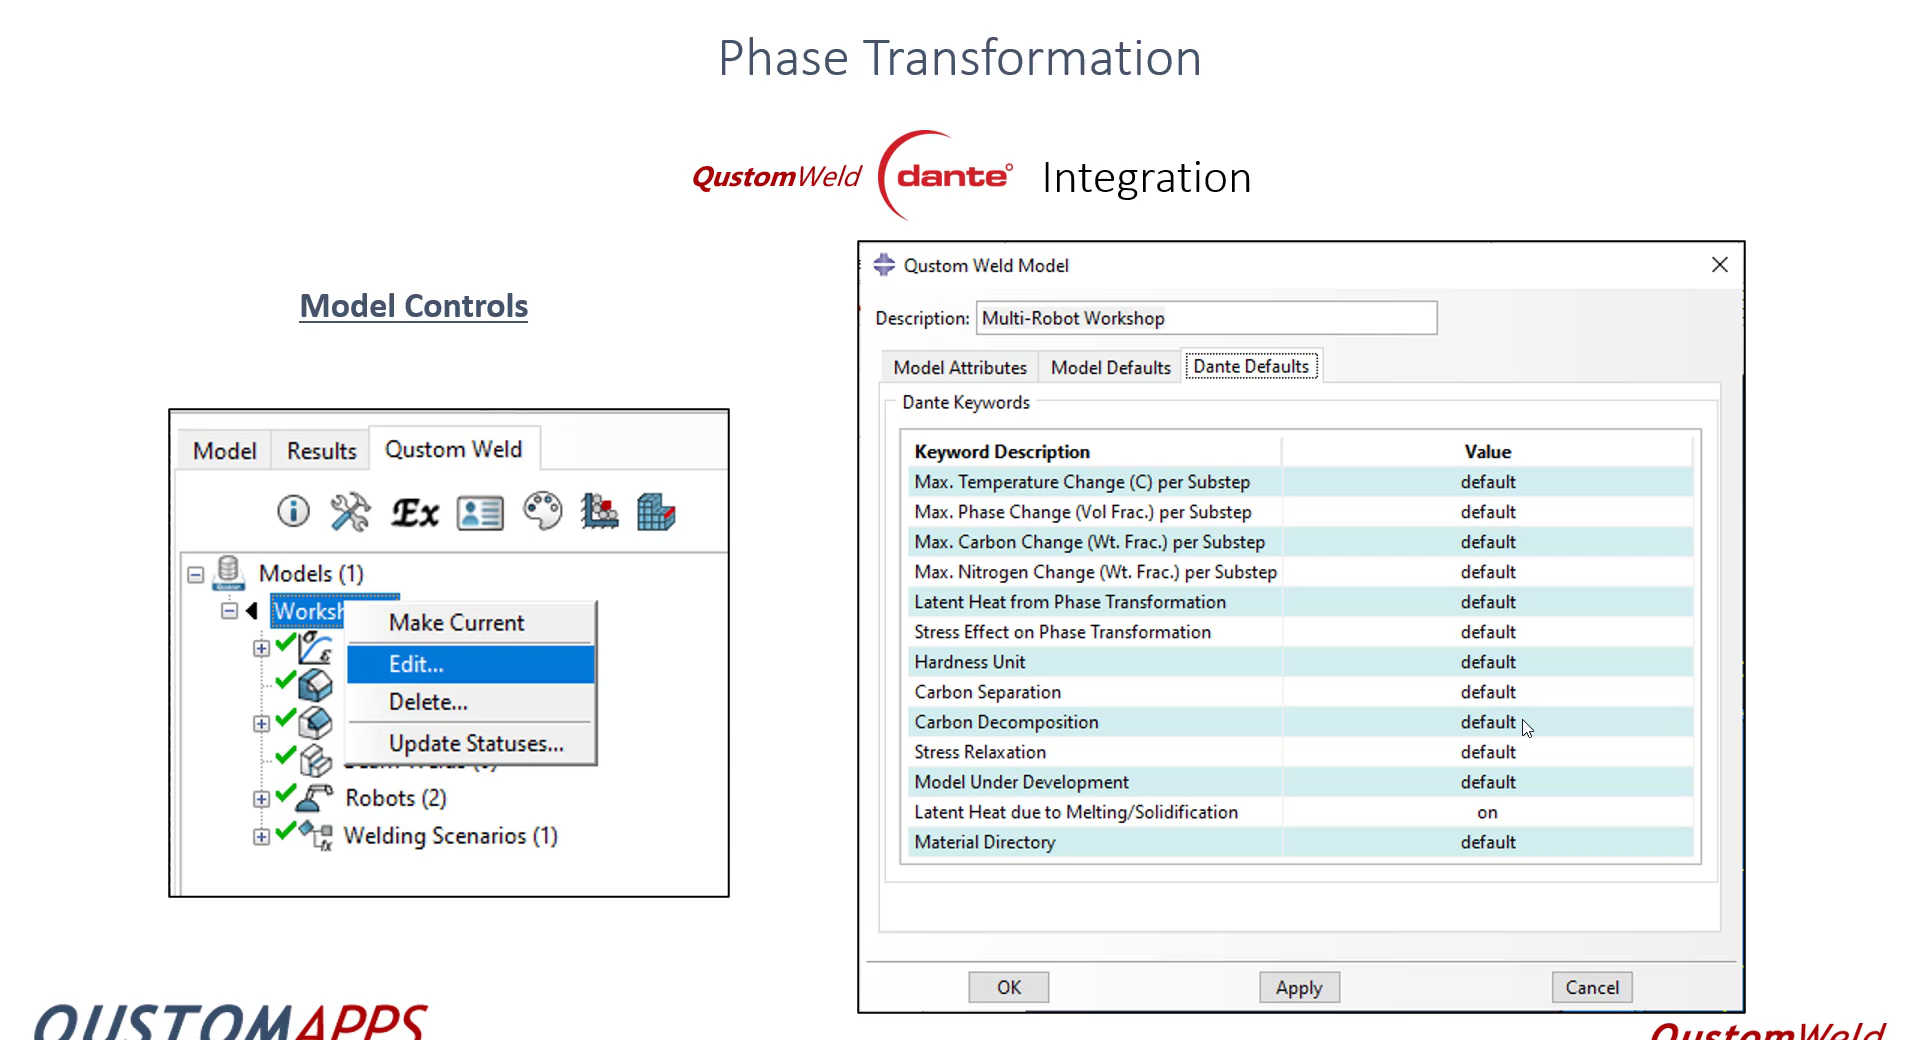 Phase Transformation
QustomWeld dante Integration
Model Controls
Model Results Qustom Weld
Ex
Models (1)
Worksh
Make Current
Edit...
Delete...
Update Statuses...
Robots (2)
Welding Scenarios (1)
Qustom Weld Model
Description: Multi-Robot Workshop
Model Attributes Model Defaults Dante Defaults
Dante Keywords
Keyword Description Value
Max. Temperature Change (C) per Substep default
Max. Phase Change (Vol Frac.) per Substep default
Max. Carbon Change (Wt. Frac.) per Substep default
Max. Nitrogen Change (Wt. Frac.) per Substep default
Latent Heat from Phase Transformation default
Stress Effect on Phase Transformation default
Hardness Unit default
Carbon Separation default
Carbon Decomposition default
Stress Relaxation default
Model Under Development default
Latent Heat due to Melting/Solidification on
Material Directory default
OK Apply Cancel
QUSTOMAPPS
QustomWeld